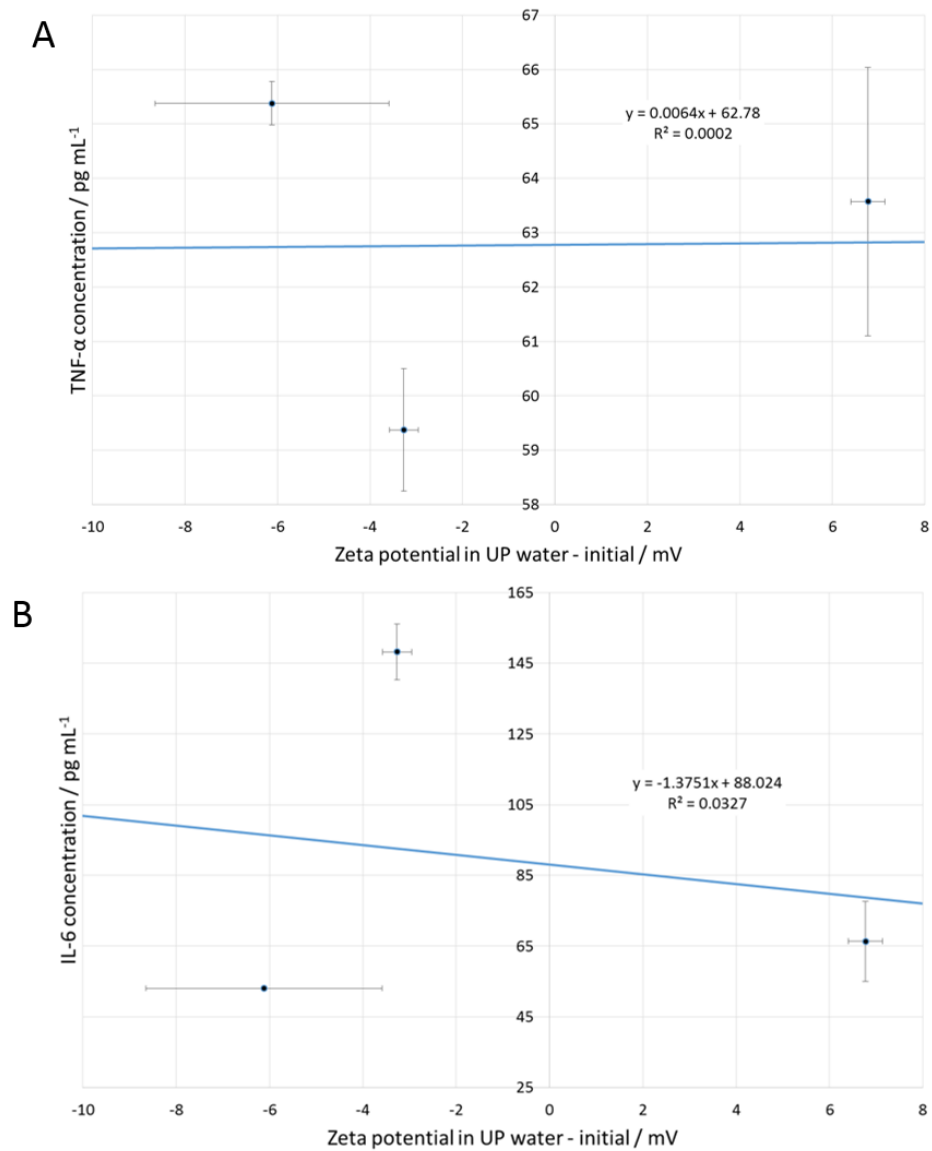 A
67
66
65
64
63
62
61
60
59
58
y = 0.0064x + 62.78
R² = 0.0002
TNF-α concentration / pg mL⁻¹
-10 -8 -6 -4 -2 0 2 4 6 8
Zeta potential in UP water - initial / mV
B
165
145
125
105
85
65
45
25
y = -1.3751x + 88.024
R² = 0.0327
IL-6 concentration / pg mL⁻¹
-10 -8 -6 -4 -2 0 2 4 6 8
Zeta potential in UP water - initial / mV